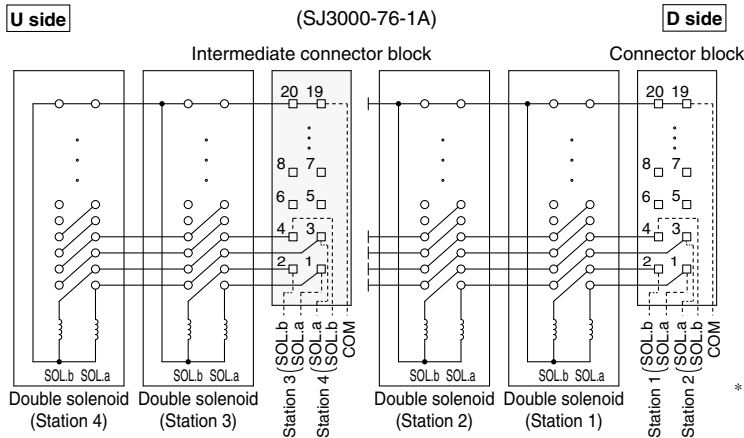 U side
(SJ3000-76-1A)
D side
Intermediate connector block
Connector block
20 19
20 19
8 7
8 7
6 5
6 5
4 3
4 3
2 1
2 1
SOL.b SOL.a
SOL.b SOL.a
SOL.b SOL.a
SOL.b SOL.a
Double solenoid
(Station 4)
Double solenoid
(Station 3)
Station 3 (SOL.b
SOL.a
Station 4 (SOL.a
SOL.b
COM
Double solenoid
(Station 2)
Double solenoid
(Station 1)
Station 1 (SOL.b
SOL.a
Station 2 (SOL.a
SOL.b
COM
*